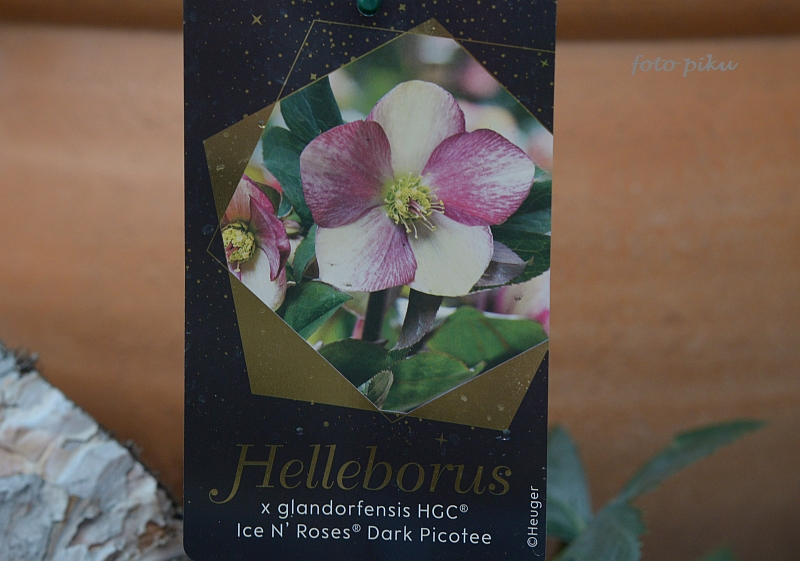 foto piku
Helleborus
x glandorfensis HGC®
Ice N' Roses® Dark Picotee
©Heuger